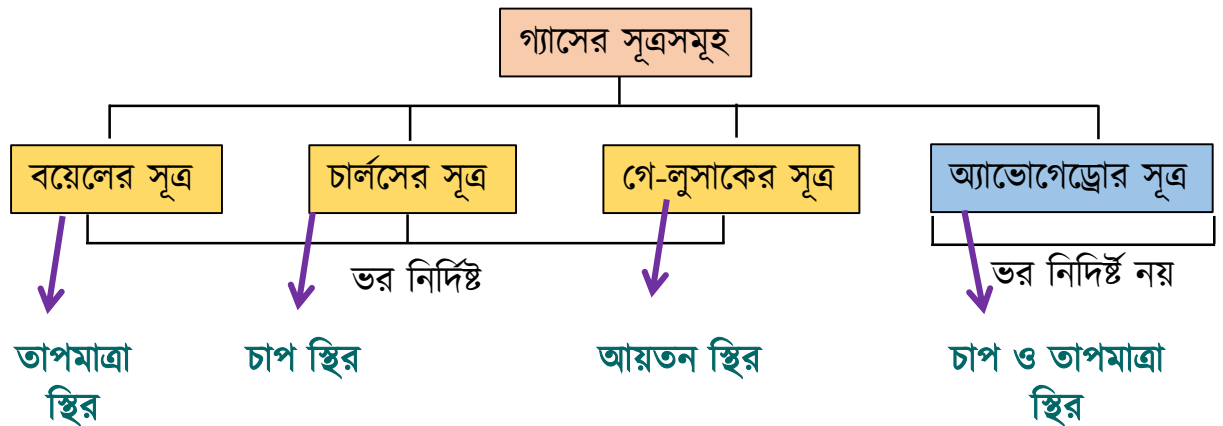 গ্যাসের সূত্রসমূহ
বয়েলের সূত্র
চার্লসের সূত্র
গে-লুসাকের সূত্র
অ্যাভোগেড্রোর সূত্র
ভর নির্দিষ্ট
ভর নিদির্ষ্ট নয়
তাপমাত্রা
স্থির
চাপ স্থির
আয়তন স্থির
চাপ ও তাপমাত্রা
স্থির